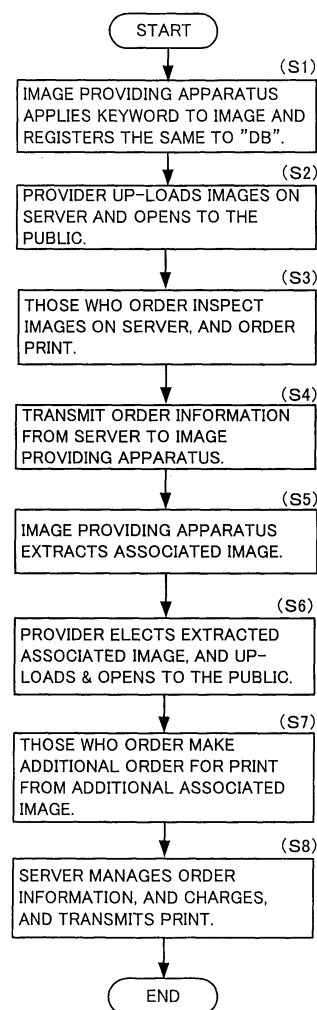 START
(S1)
IMAGE PROVIDING APPARATUS
APPLIES KEYWORD TO IMAGE AND
REGISTERS THE SAME TO "DB".
(S2)
PROVIDER UP-LOADS IMAGES ON
SERVER AND OPENS TO THE
PUBLIC.
(S3)
THOSE WHO ORDER INSPECT
IMAGES ON SERVER, AND ORDER
PRINT.
(S4)
TRANSMIT ORDER INFORMATION
FROM SERVER TO IMAGE
PROVIDING APPARATUS.
(S5)
IMAGE PROVIDING APPARATUS
EXTRACTS ASSOCIATED IMAGE.
(S6)
PROVIDER ELECTS EXTRACTED
ASSOCIATED IMAGE, AND UP-
LOADS & OPENS TO THE PUBLIC.
(S7)
THOSE WHO ORDER MAKE
ADDITIONAL ORDER FOR PRINT
FROM ADDITIONAL ASSOCIATED
IMAGE.
(S8)
SERVER MANAGES ORDER
INFORMATION, AND CHARGES,
AND TRANSMITS PRINT.
END